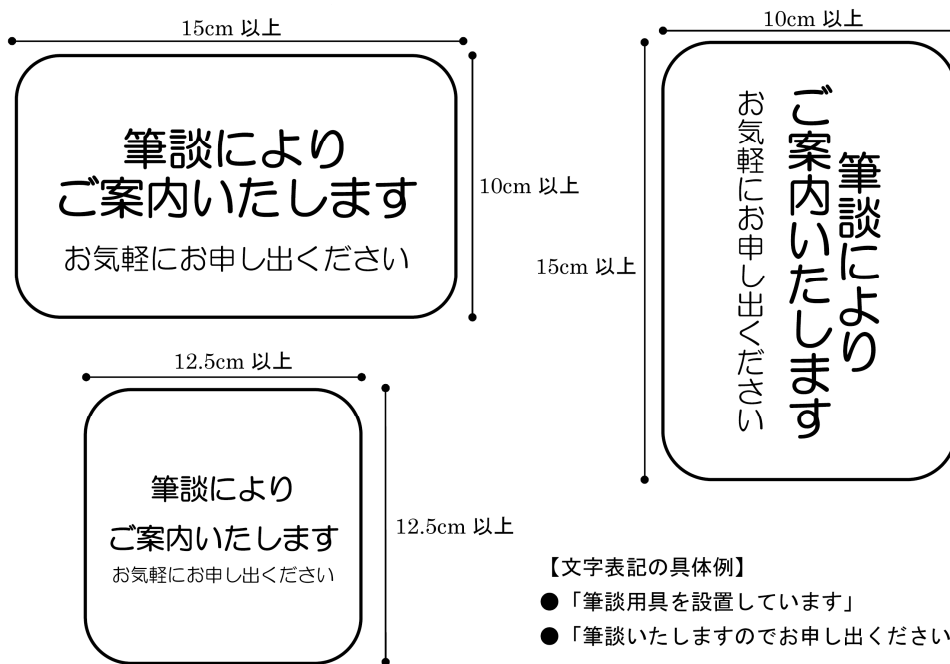 15cm 以上
筆談により
ご案内いたします
お気軽にお申し出ください
10cm 以上
10cm 以上
15cm 以上
筆談により
ご案内いたします
お気軽にお申し出ください
12.5cm 以上
筆談により
ご案内いたします
お気軽にお申し出ください
12.5cm 以上
【文字表記の具体例】
●「筆談用具を設置しています」
●「筆談いたしますのでお申し出ください